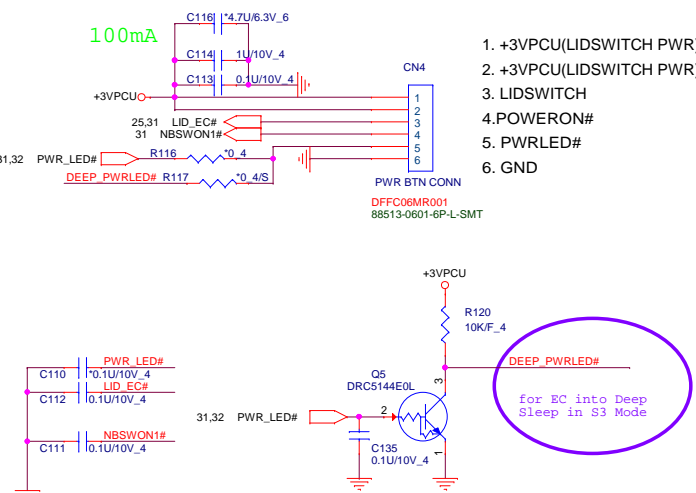 C116 *4.7U/6.3V_6
100mA
C114 1U/10V_4
C113 0.1U/10V_4
+3VPCU
CN4
1
2
3
4
5
6
1. +3VPCU(LIDSWITCH PWR)
2. +3VPCU(LIDSWITCH PWR)
3. LIDSWITCH
4.POWERON#
5. PWRLED#
6. GND
25,31 LID_EC#
31 NBSWON1#
31,32 PWR_LED# R116 *0_4
DEEP_PWRLED# R117 *0_4/S
PWR BTN CONN
DFFC06MR001
88513-0601-6P-L-SMT
+3VPCU
R120
10K/F_4
DEEP_PWRLED#
for EC into Deep
Sleep in S3 Mode
Q5
DRC5144E0L
3
2
1
31,32 PWR_LED#
C135
0.1U/10V_4
PWR_LED#
C110 *0.1U/10V_4
LID_EC#
C112 0.1U/10V_4
NBSWON1#
C111 0.1U/10V_4